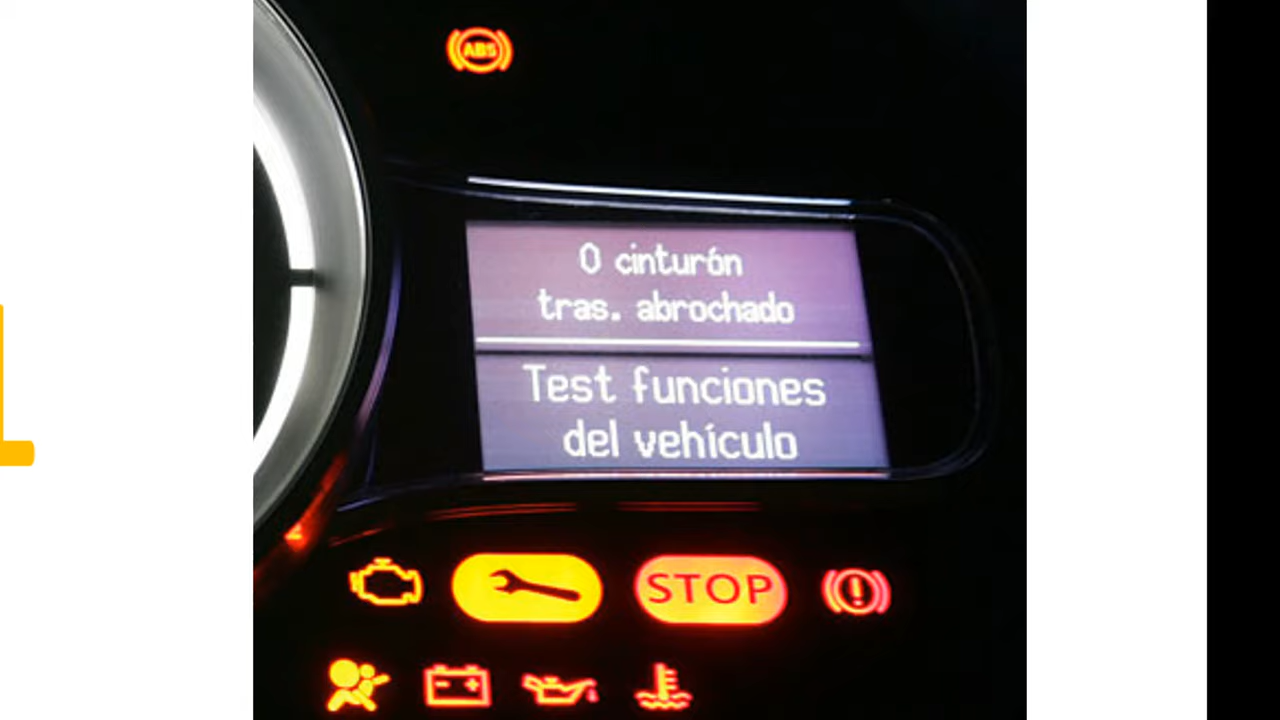 ABS
0 cinturón
tras. abrochado
Test funciones
del vehículo
STOP